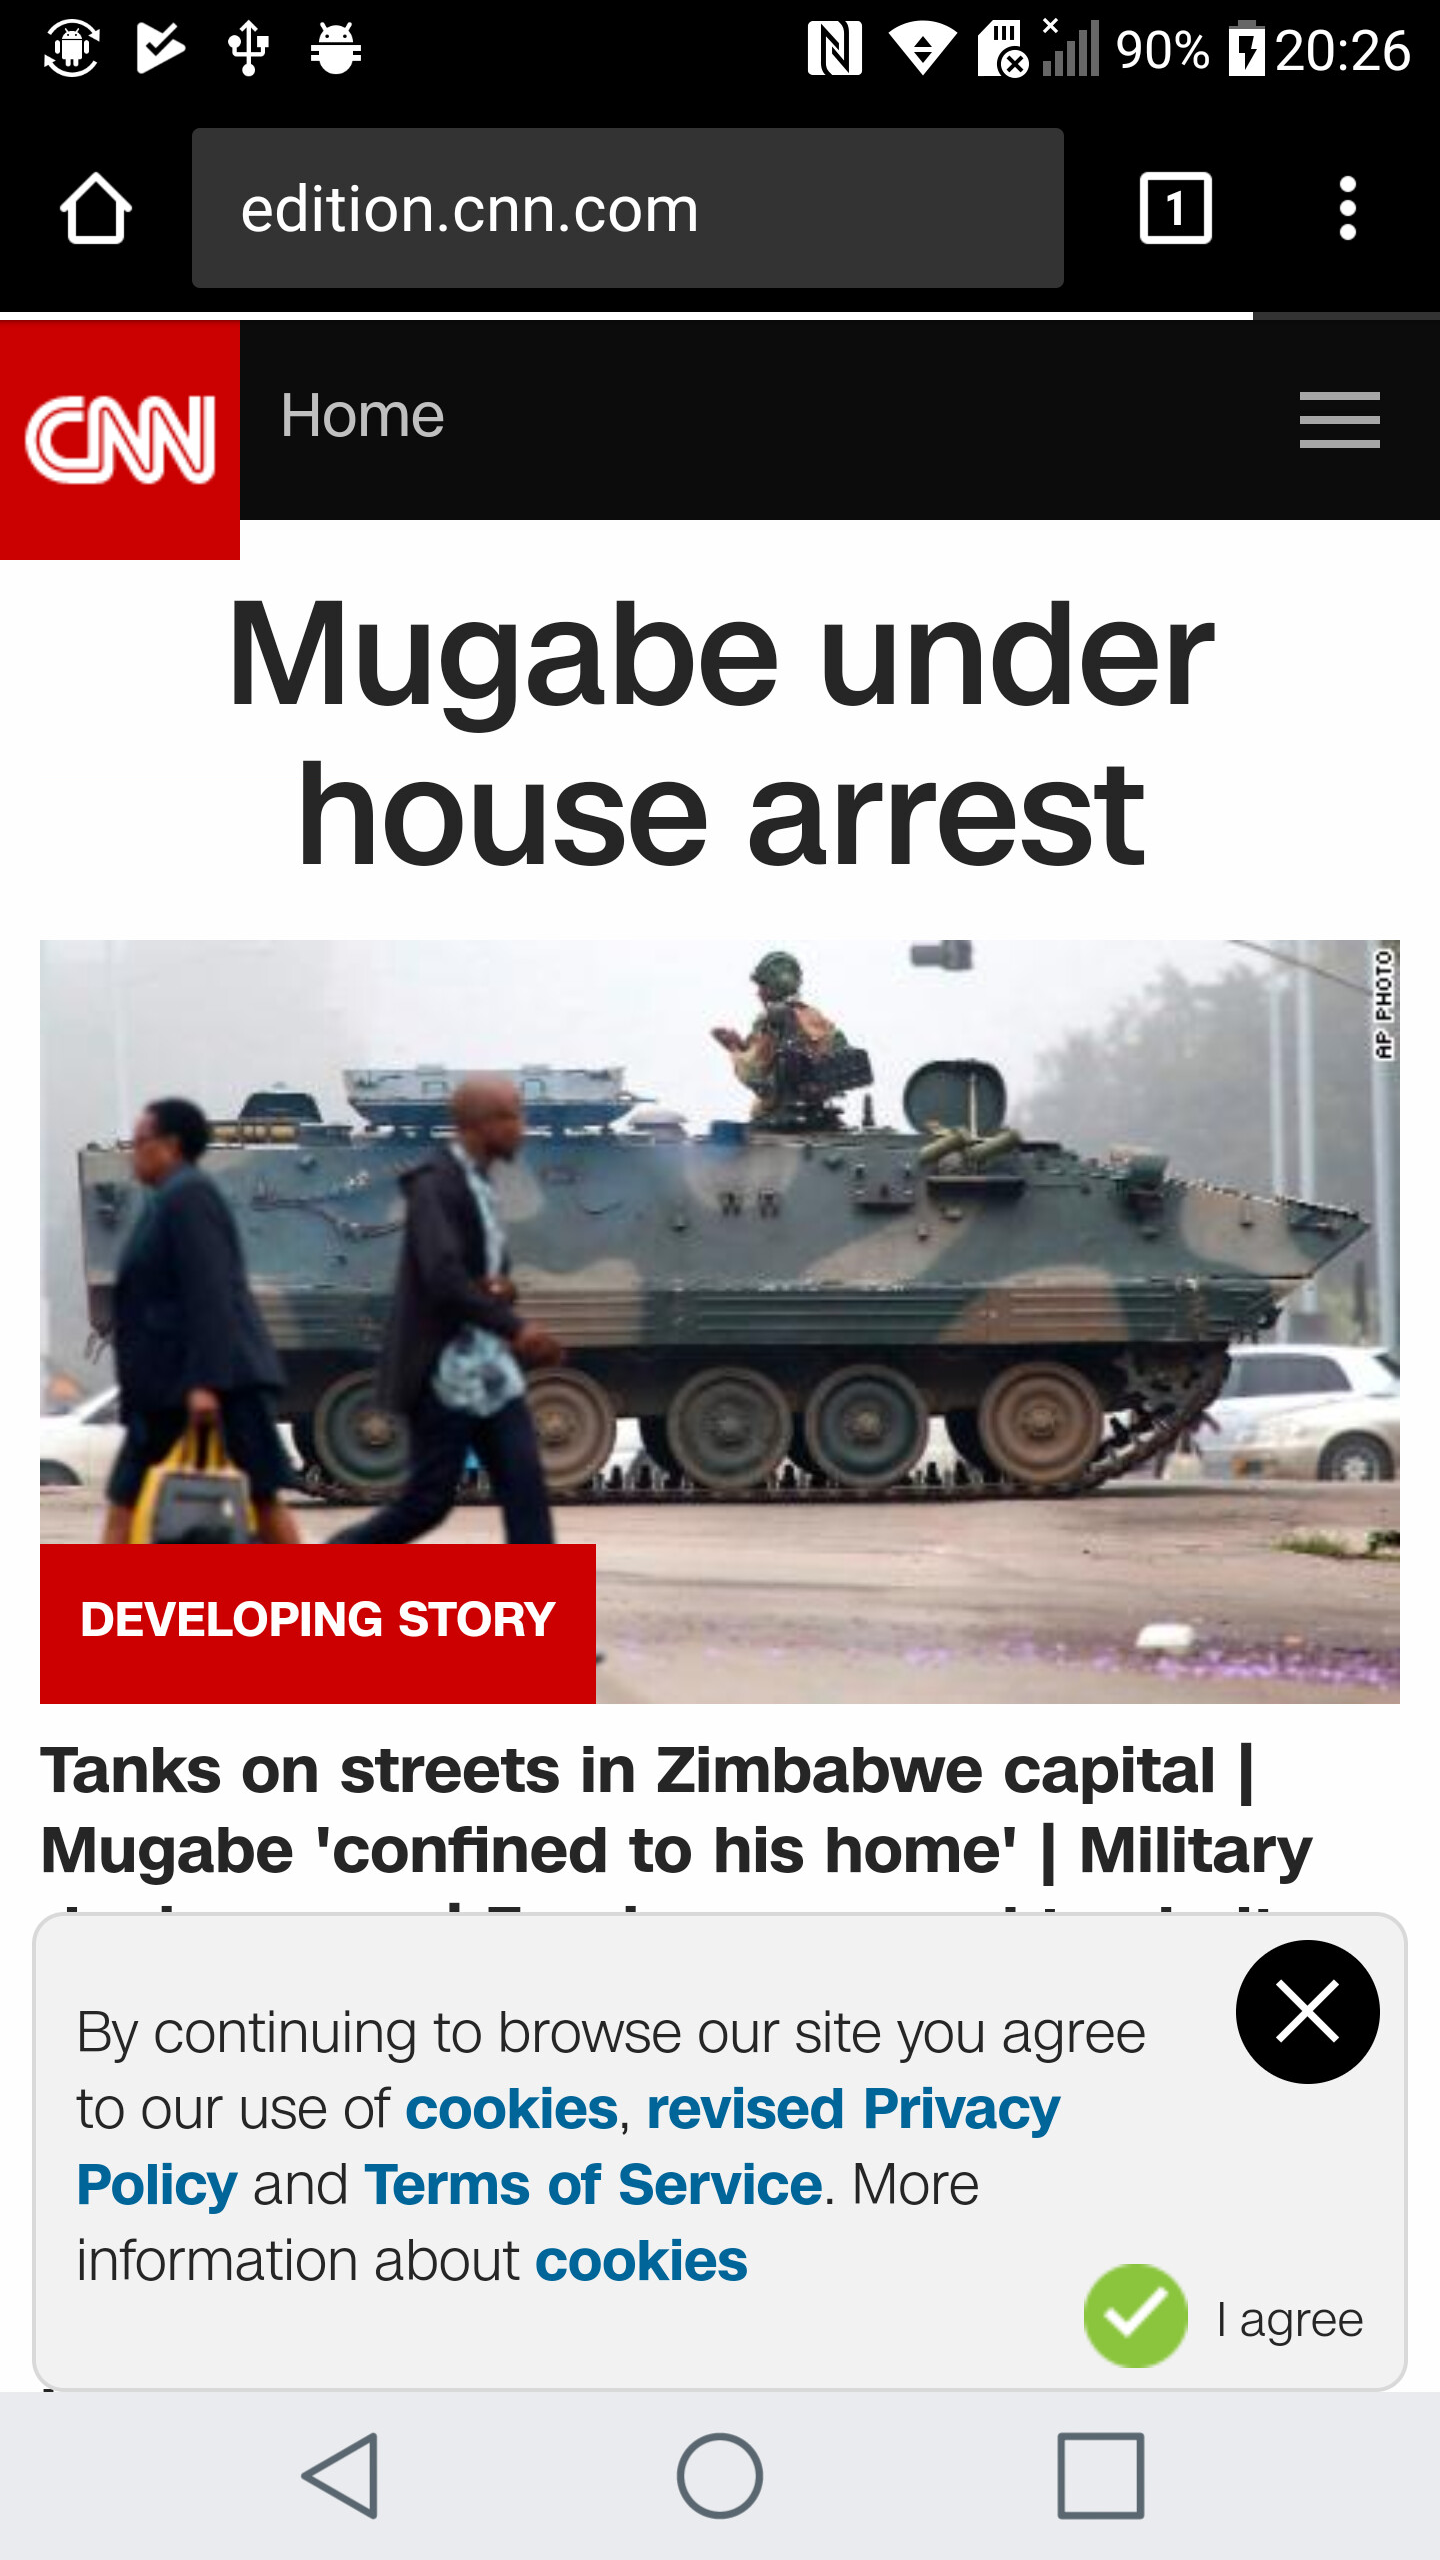 90% 20:26
edition.cnn.com
1
CNN
Home
Mugabe under
house arrest
AP PHOTO
DEVELOPING STORY
Tanks on streets in Zimbabwe capital |
Mugabe 'confined to his home' | Military
By continuing to browse our site you agree
to our use of cookies, revised Privacy
Policy and Terms of Service. More
information about cookies
I agree